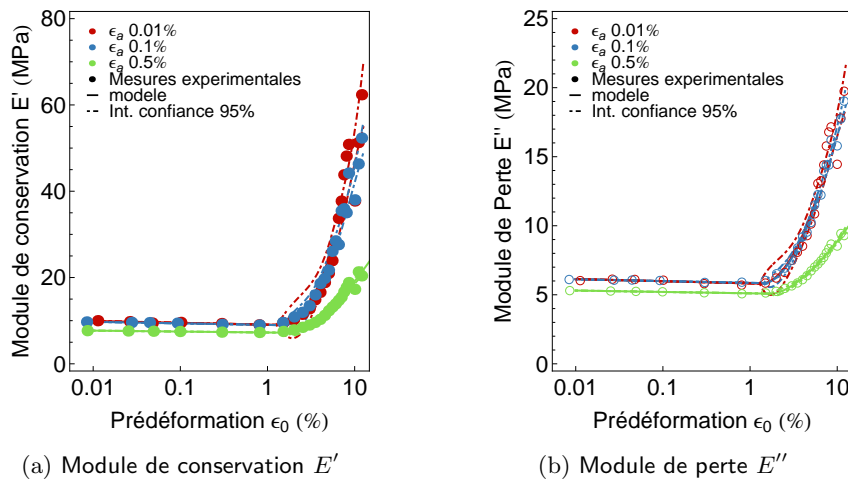 80
60
40
20
0
Module de conservation E' (MPa)
ϵa 0.01%
ϵa 0.1%
ϵa 0.5%
Mesures experimentales
modele
Int. confiance 95%
0.01
0.1
1
10
Prédéformation ϵ0 (%)
(a) Module de conservation E′
25
20
15
10
5
0
Module de Perte E'' (MPa)
ϵa 0.01%
ϵa 0.1%
ϵa 0.5%
Mesures experimentales
modele
Int. confiance 95%
0.01
0.1
1
10
Prédéformation ϵ0 (%)
(b) Module de perte E′′